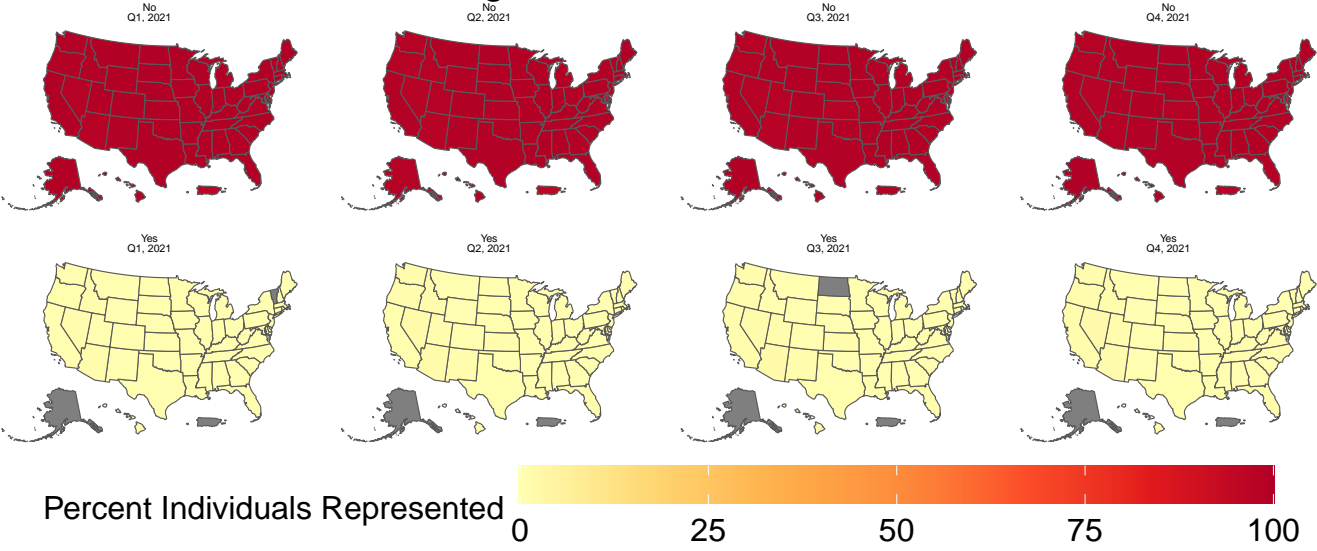 No
Q1, 2021
No
Q2, 2021
No
Q3, 2021
No
Q4, 2021
Yes
Q1, 2021
Yes
Q2, 2021
Yes
Q3, 2021
Yes
Q4, 2021
Percent Individuals Represented
0 25 50 75 100